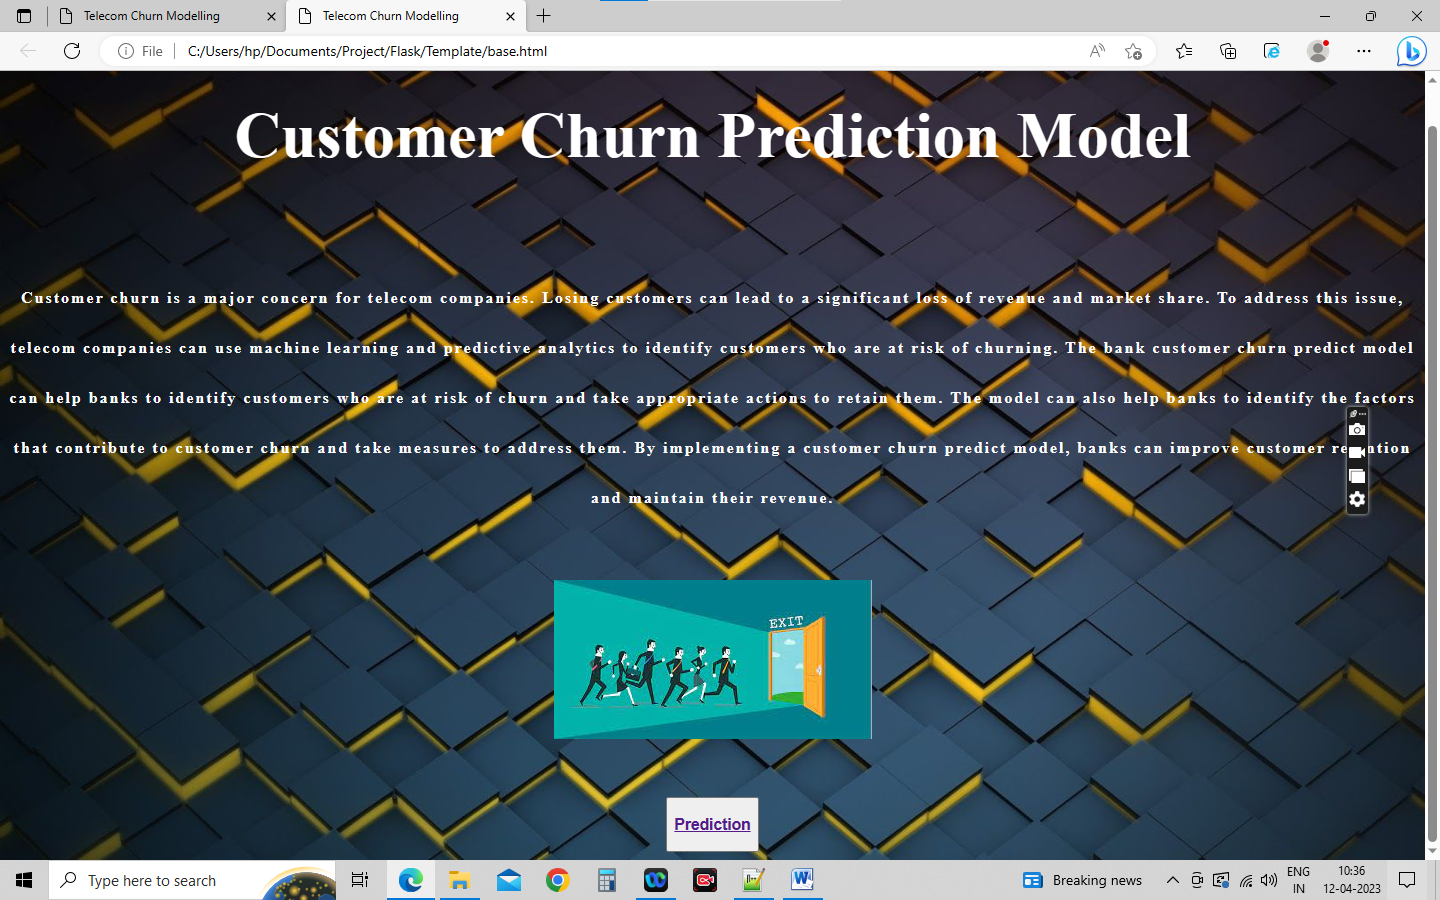 Telecom Churn Modelling
Telecom Churn Modelling
File
C:/Users/hp/Documents/Project/Flask/Template/base.html
Customer Churn Prediction Model
Customer churn is a major concern for telecom companies. Losing customers can lead to a significant loss of revenue and market share. To address this issue,
telecom companies can use machine learning and predictive analytics to identify customers who are at risk of churning. The bank customer churn predict model
can help banks to identify customers who are at risk of churn and take appropriate actions to retain them. The model can also help banks to identify the factors
that contribute to customer churn and take measures to address them. By implementing a customer churn predict model, banks can improve customer
and maintain their revenue.
EXIT
Prediction
Type here to search
Breaking news
ENG
IN
10:36
12-04-2023